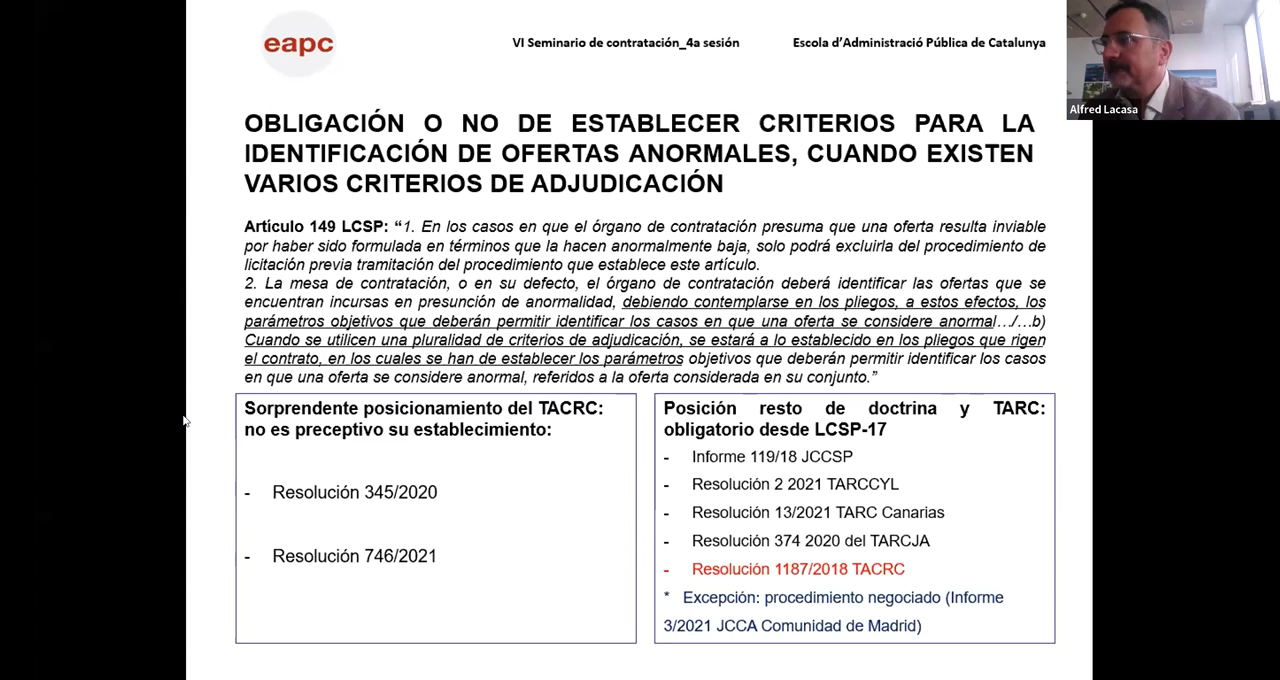 eapc
VI Seminario de contratación_4a sesión
Escola d’Administració Pública de Catalunya
Alfred Lacasa
OBLIGACIÓN O NO DE ESTABLECER CRITERIOS PARA LA
IDENTIFICACIÓN DE OFERTAS ANORMALES, CUANDO EXISTEN
VARIOS CRITERIOS DE ADJUDICACIÓN
Artículo 149 LCSP: “1. En los casos en que el órgano de contratación presuma que una oferta resulta inviable
por haber sido formulada en términos que la hacen anormalmente baja, solo podrá excluirla del procedimiento de
licitación previa tramitación del procedimiento que establece este artículo.
2. La mesa de contratación, o en su defecto, el órgano de contratación deberá identificar las ofertas que se
encuentran incursas en presunción de anormalidad, debiendo contemplarse en los pliegos, a estos efectos, los
parámetros objetivos que deberán permitir identificar los casos en que una oferta se considere anormal…/…b)
Cuando se utilicen una pluralidad de criterios de adjudicación, se estará a lo establecido en los pliegos que rigen
el contrato, en los cuales se han de establecer los parámetros objetivos que deberán permitir identificar los casos
en que una oferta se considere anormal, referidos a la oferta considerada en su conjunto.”
Sorprendente posicionamiento del TACRC:
no es preceptivo su establecimiento:
- Resolución 345/2020
- Resolución 746/2021
Posición resto de doctrina y TARC:
obligatorio desde LCSP-17
- Informe 119/18 JCCSP
- Resolución 2 2021 TARCCYL
- Resolución 13/2021 TARC Canarias
- Resolución 374 2020 del TARCJA
- Resolución 1187/2018 TACRC
* Excepción: procedimiento negociado (Informe
3/2021 JCCA Comunidad de Madrid)